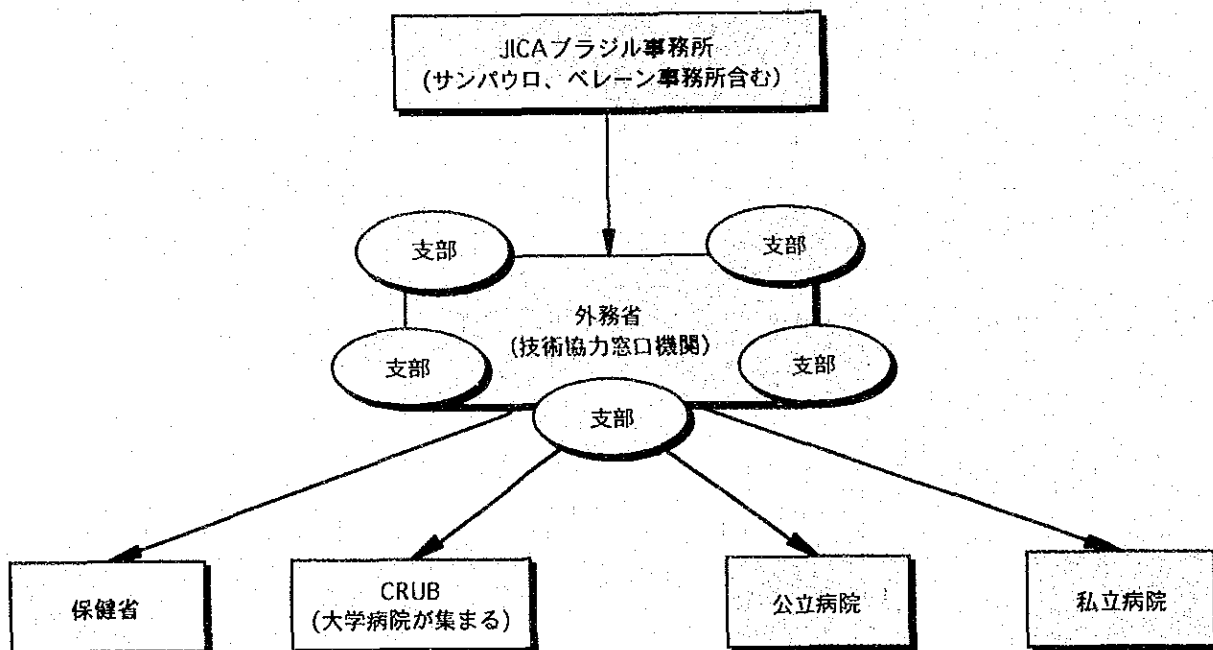 JICAブラジル事務所
(サンパウロ、ベレーン事務所含む)
支部
支部
外務省
(技術協力窓口機関)
支部
支部
支部
保健省
CRUB
(大学病院が集まる)
公立病院
私立病院